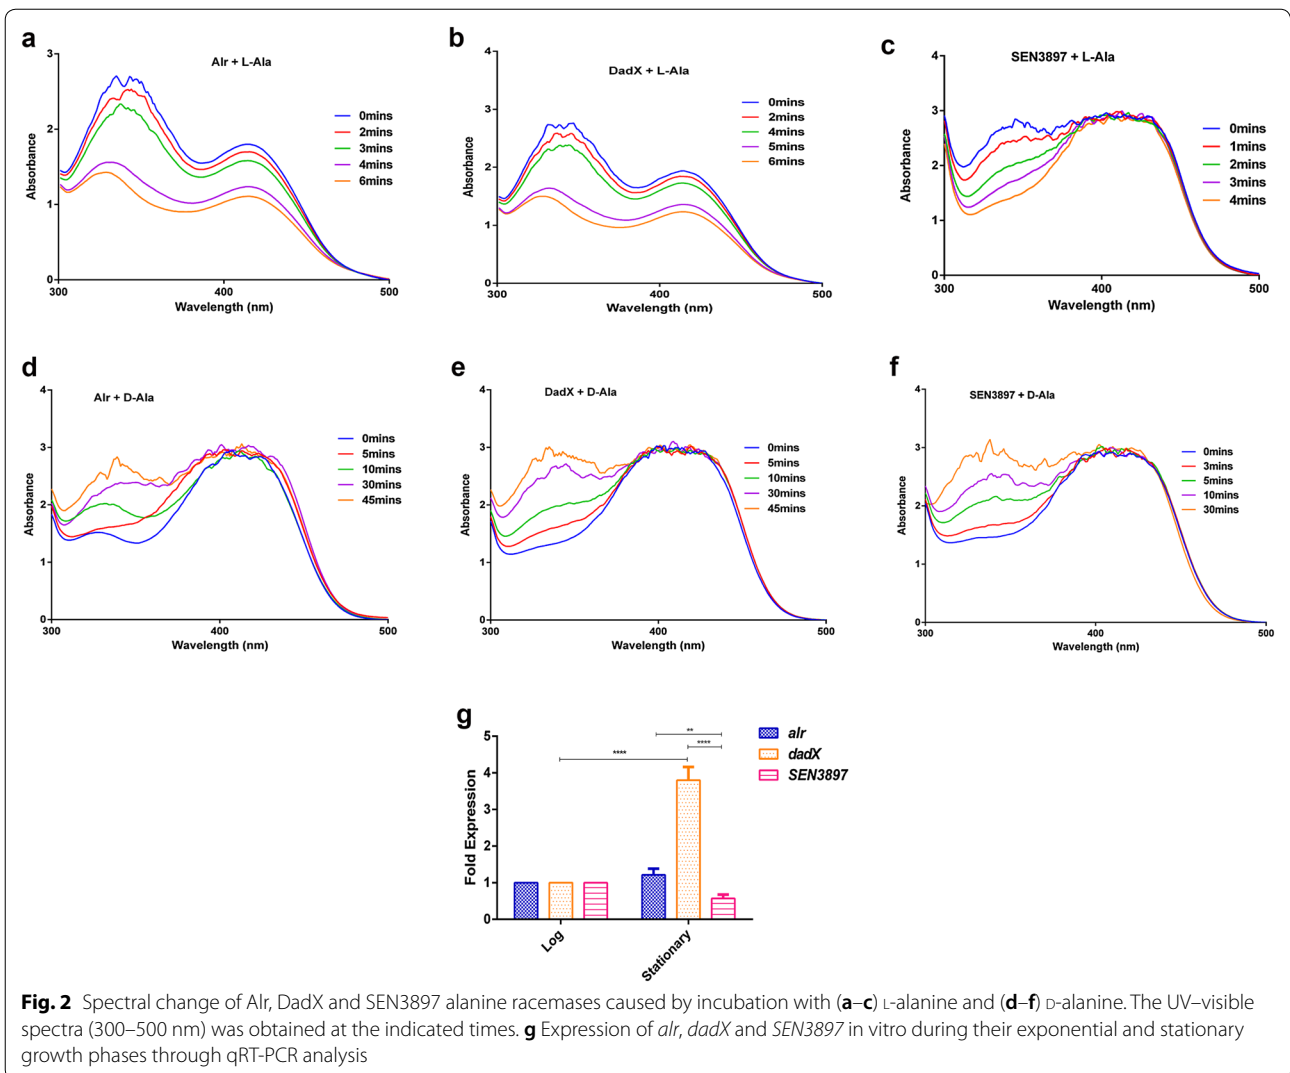 a
Alr + L-Ala
3
2
1
0
300
400
500
Absorbance
Wavelength (nm)
0mins
2mins
3mins
4mins
6mins
b
DadX + L-Ala
4
3
2
1
0
300
400
500
Absorbance
Wavelength (nm)
0mins
2mins
4mins
5mins
6mins
c
SEN3897 + L-Ala
4
3
2
1
0
300
400
500
Absorbance
Wavelength (nm)
0mins
1mins
2mins
3mins
4mins
d
Alr + D-Ala
4
3
2
1
0
300
400
500
Absorbance
Wavelength (nm)
0mins
5mins
10mins
30mins
45mins
e
DadX + D-Ala
4
3
2
1
0
300
400
500
Absorbance
Wavelength (nm)
0mins
5mins
10mins
30mins
45mins
f
SEN3897 + D-Ala
4
3
2
1
0
300
400
500
Absorbance
Wavelength (nm)
0mins
3mins
5mins
10mins
30mins
g
5
4
3
2
1
0
Fold Expression
Log
Stationary
****
**
****
alr
dadX
SEN3897
Fig. 2 Spectral change of Alr, DadX and SEN3897 alanine racemases caused by incubation with (a–c) L-alanine and (d–f) D-alanine. The UV–visible
spectra (300–500 nm) was obtained at the indicated times. g Expression of alr, dadX and SEN3897 in vitro during their exponential and stationary
growth phases through qRT-PCR analysis